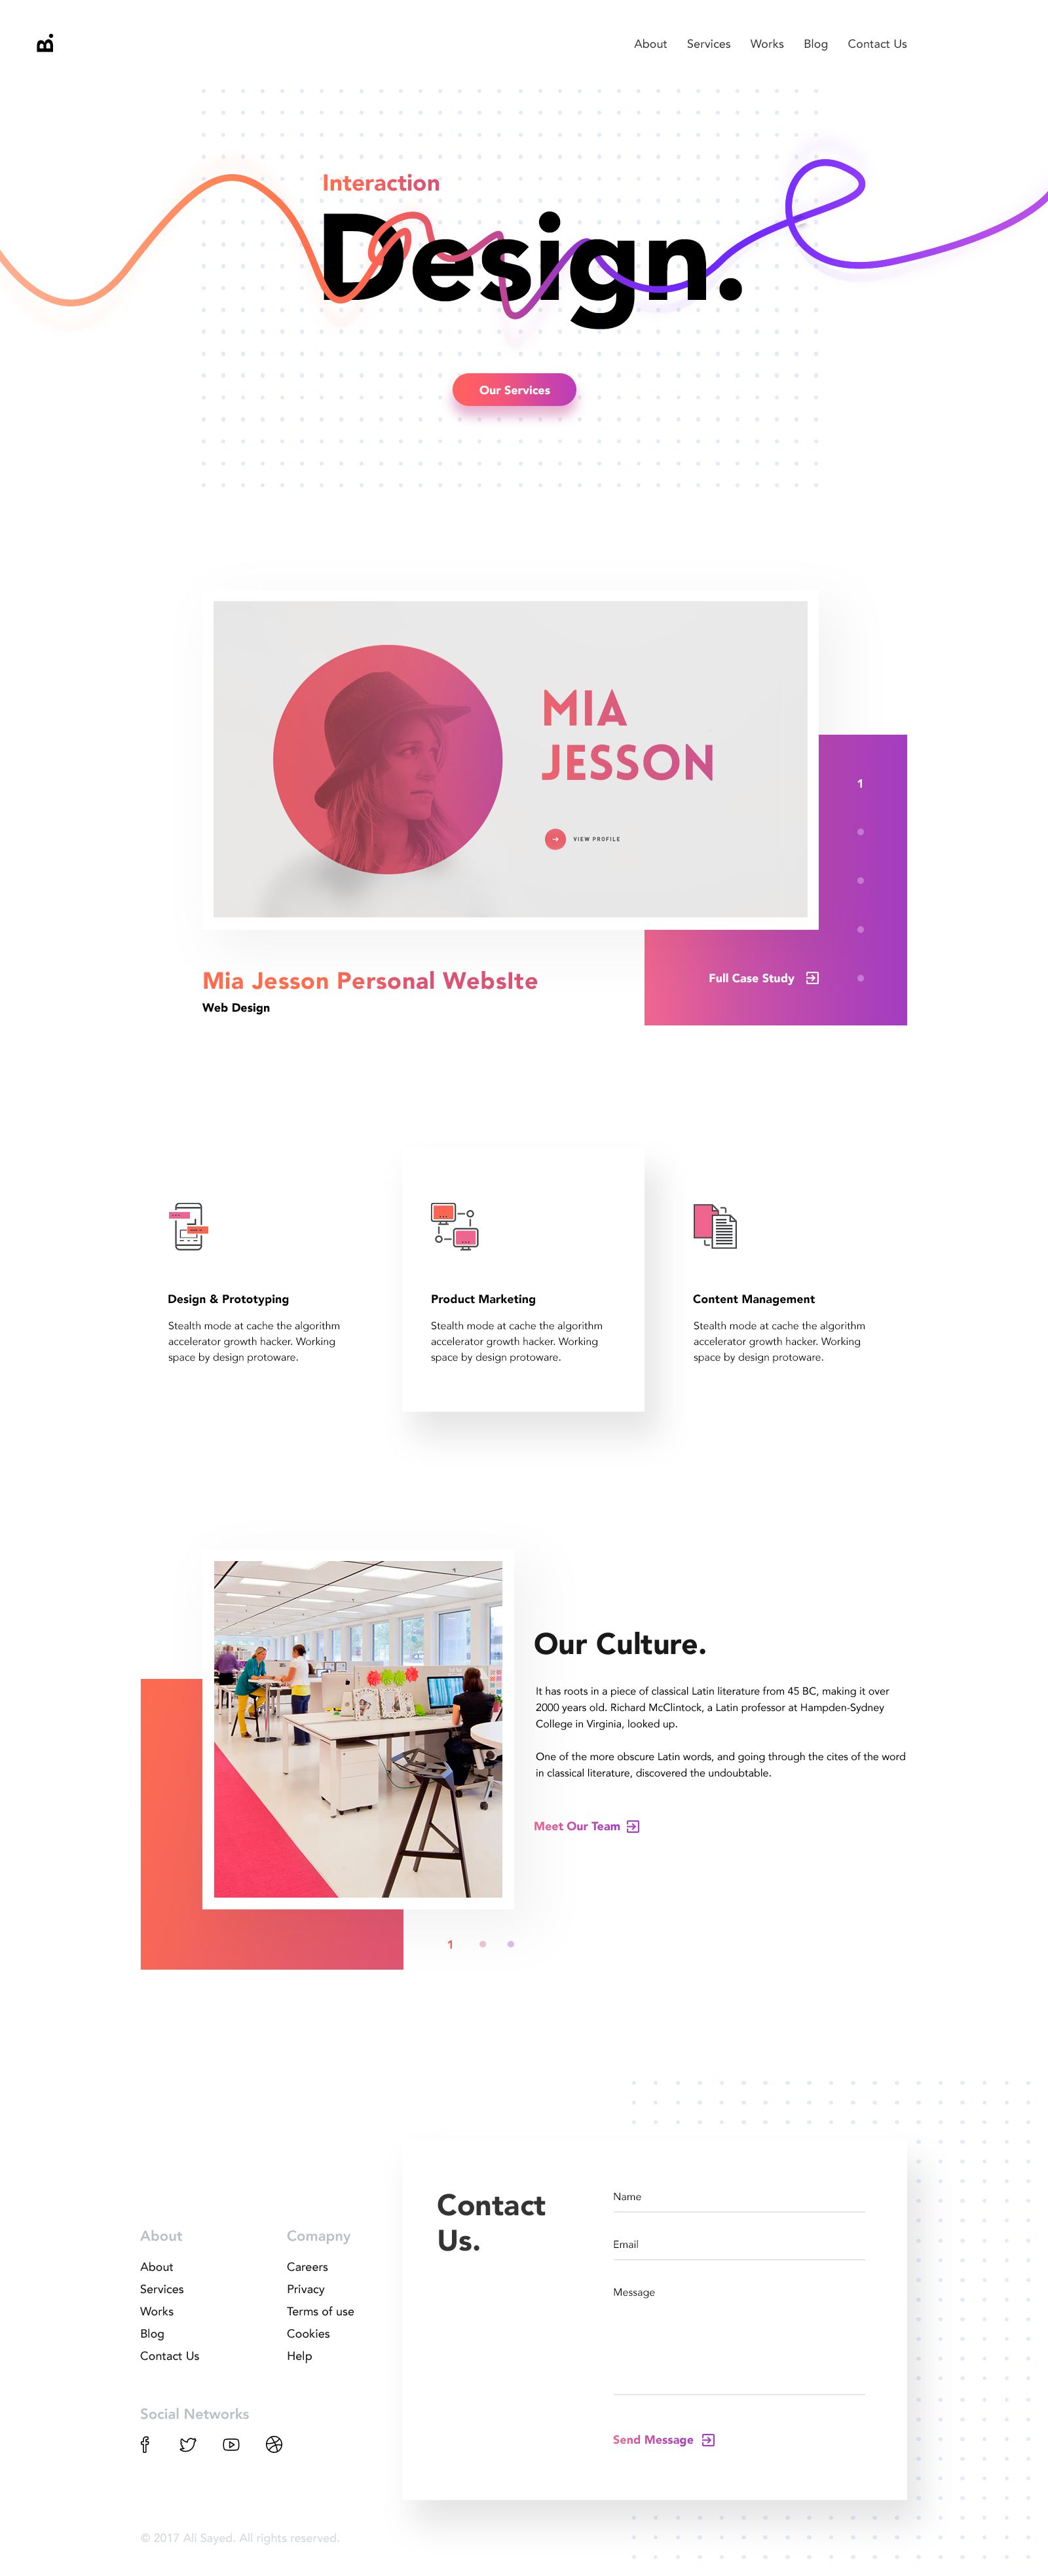 B.
About Services Works Blog Contact Us
Interaction
Design.
Our Services
MIA
JESSON
VIEW PROFILE
1
Full Case Study
Mia Jesson Personal WebsIte
Web Design
Design & Prototyping
Stealth mode at cache the algorithm
accelerator growth hacker. Working
space by design protoware.
Product Marketing
Stealth mode at cache the algorithm
accelerator growth hacker. Working
space by design protoware.
Content Management
Stealth mode at cache the algorithm
accelerator growth hacker. Working
space by design protoware.
Our Culture.
It has roots in a piece of classical Latin literature from 45 BC, making it over
2000 years old. Richard McClintock, a Latin professor at Hampden-Sydney
College in Virginia, looked up.
One of the more obscure Latin words, and going through the cites of the word
in classical literature, discovered the undoubtable.
Meet Our Team
1
About
About
Services
Works
Blog
Contact Us
Comapny
Careers
Privacy
Terms of use
Cookies
Help
Social Networks
© 2017 Ali Sayed. All rights reserved.
Contact
Us.
Name
Email
Message
Send Message